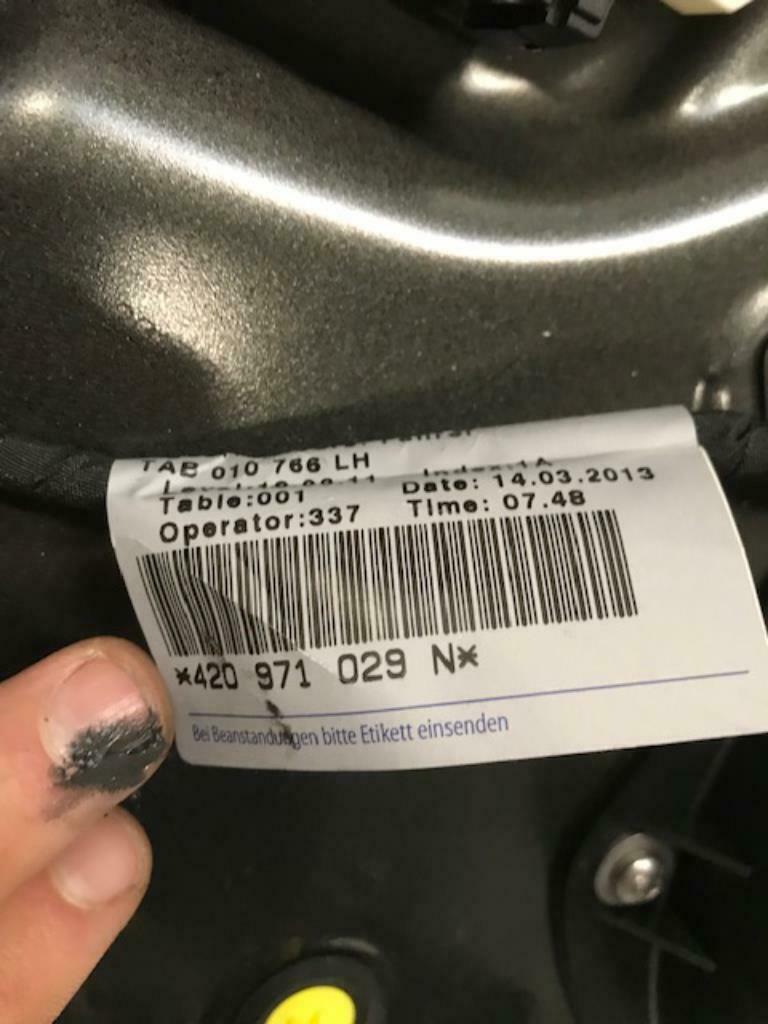 TAB 010 766 LH
Table:001 Date: 14.03.2013
Operator:337 Time: 07.48
*420 971 029 N*
Bei Beanstandungen bitte Etikett einsenden